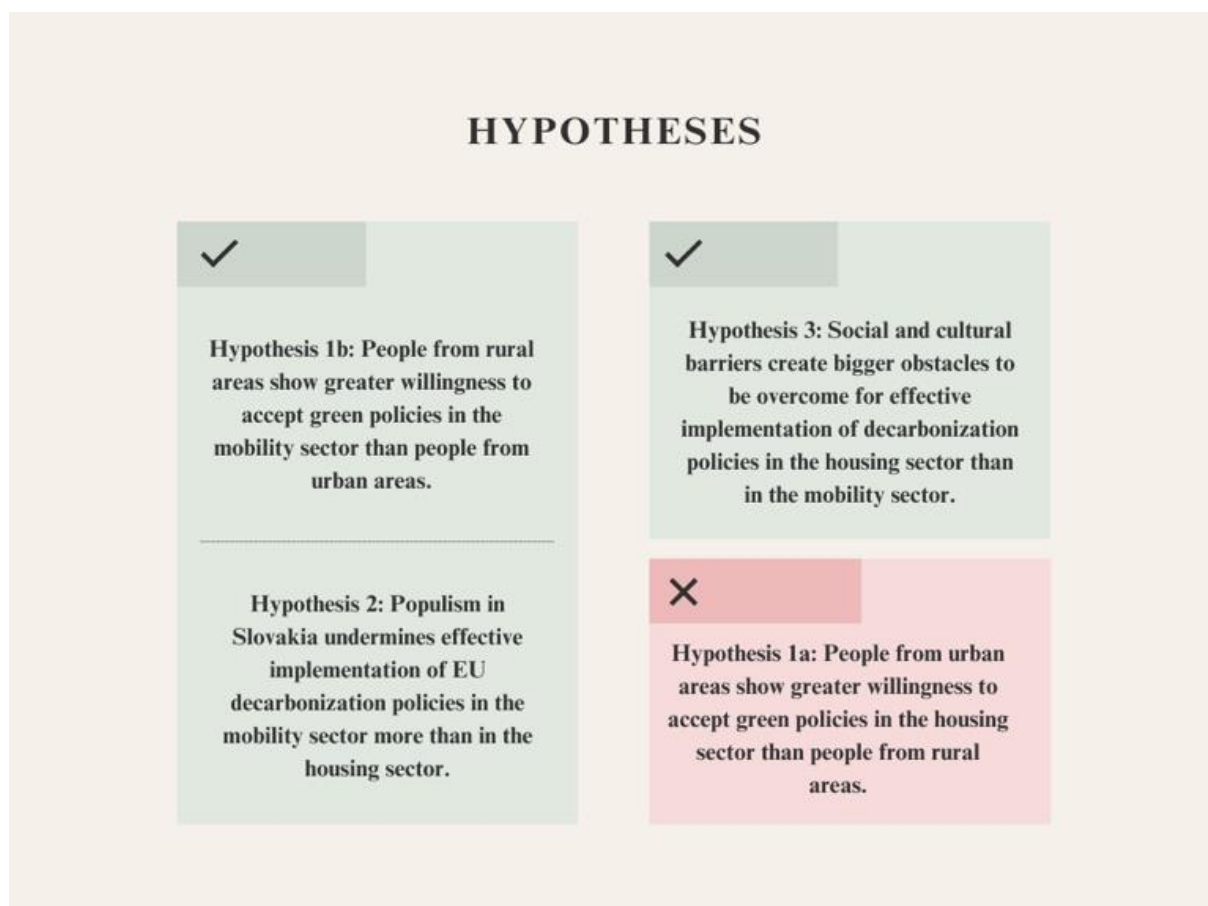 HYPOTHESES
Hypothesis 1b: People from rural
areas show greater willingness to
accept green policies in the
mobility sector than people from
urban areas.
Hypothesis 2: Populism in
Slovakia undermines effective
implementation of EU
decarbonization policies in the
mobility sector more than in the
housing sector.
Hypothesis 3: Social and cultural
barriers create bigger obstacles to
be overcome for effective
implementation of decarbonization
policies in the housing sector than
in the mobility sector.
Hypothesis 1a: People from urban
areas show greater willingness to
accept green policies in the housing
sector than people from rural
areas.